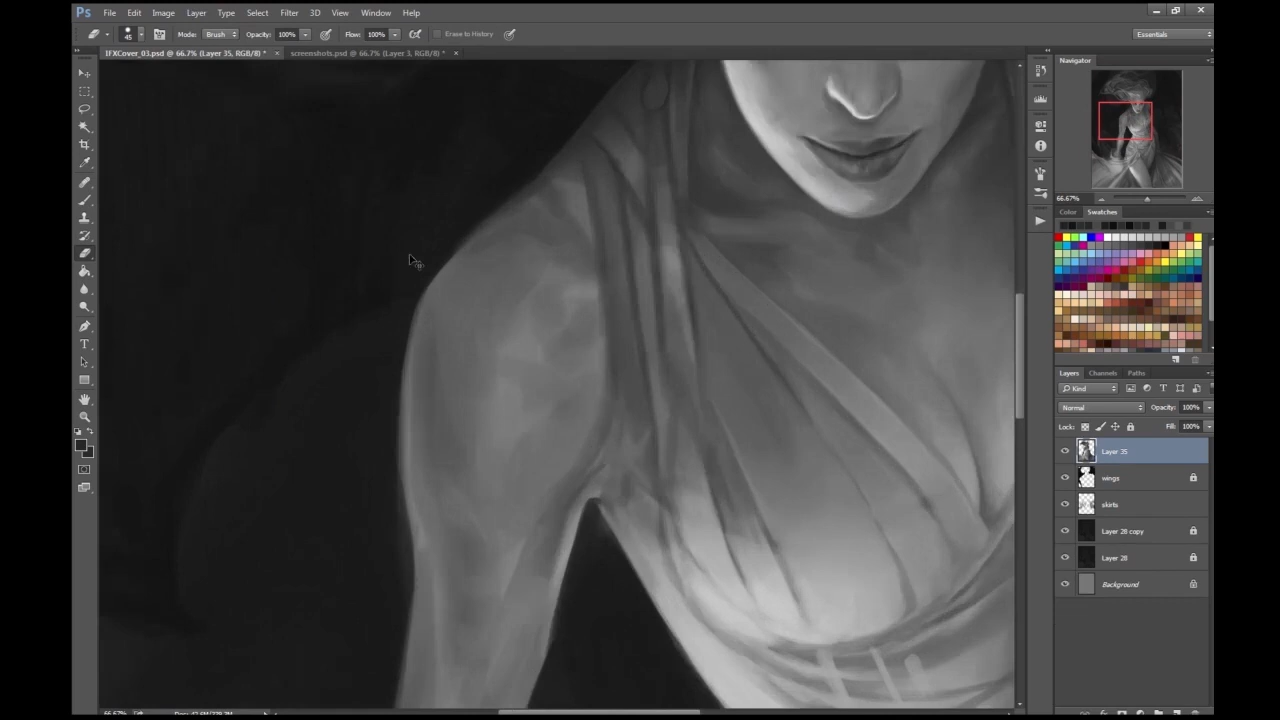 Ps File Edit Image Layer Type Select Filter 3D View Window Help
45 Mode: Brush Opacity: 100% Flow: 100% Erase to History Essentials
IFXCover_03.psd @ 66.7% (Layer 35, RGB/8) * × screenshots.psd @ 66.7% (Layer 3, RGB/8) * ×
Navigator
66.67%
Color Swatches
Layers Channels Paths
Kind
Normal Opacity: 100%
Lock: Fill: 100%
Layer 35
wings
skirts
Layer 28 copy
Layer 28
Background